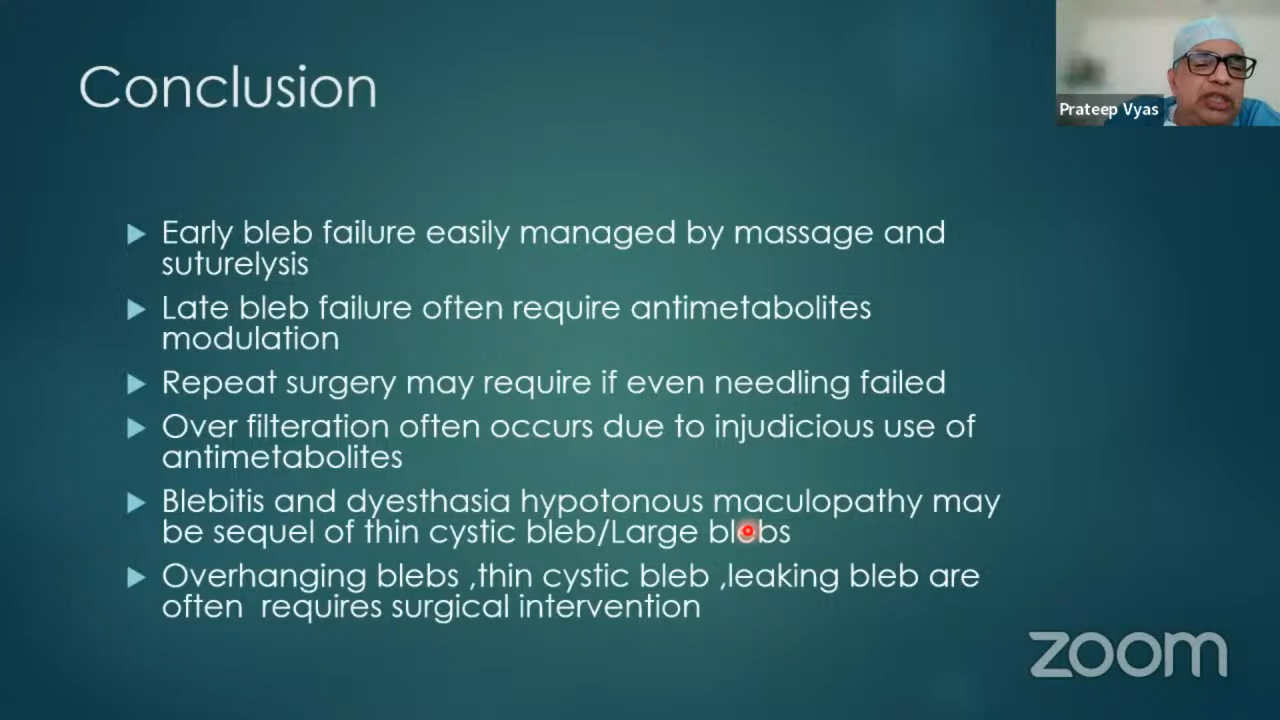 Conclusion
Prateep Vyas
Early bleb failure easily managed by massage and
suturelysis
Late bleb failure often require antimetabolites
modulation
Repeat surgery may require if even needling failed
Over filteration often occurs due to injudicious use of
antimetabolites
Blebitis and dyesthasia hypotonous maculopathy may
be sequel of thin cystic bleb/Large blebs
Overhanging blebs ,thin cystic bleb ,leaking bleb are
often  requires surgical intervention
zoom